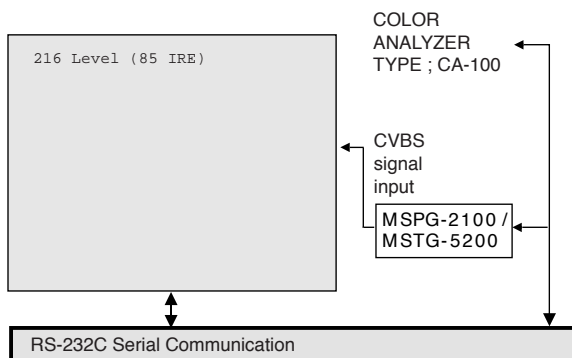 216 Level (85 IRE)
COLOR
ANALYZER
TYPE ; CA-100
CVBS
signal
input
MSPG-2100 /
MSTG-5200
RS-232C Serial Communication